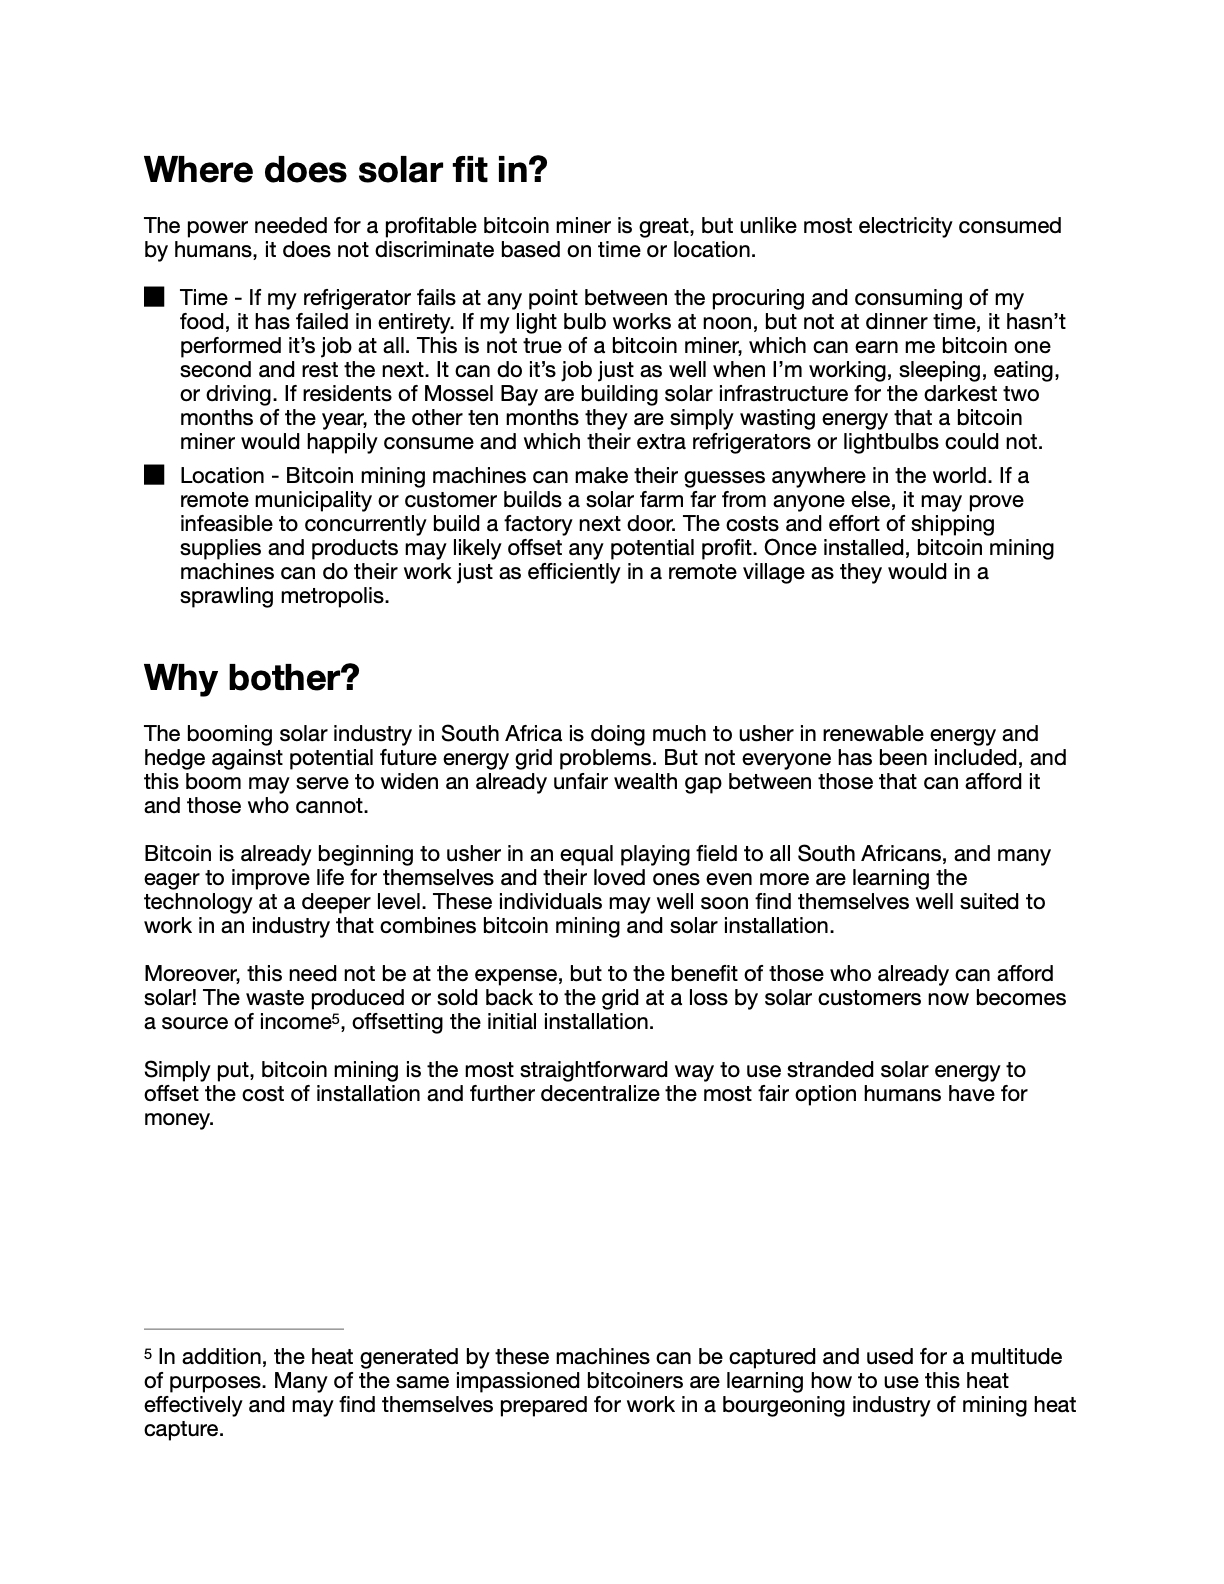 Where does solar fit in?
The power needed for a profitable bitcoin miner is great, but unlike most electricity consumed
by humans, it does not discriminate based on time or location.
Time - If my refrigerator fails at any point between the procuring and consuming of my
food, it has failed in entirety. If my light bulb works at noon, but not at dinner time, it hasn’t
performed it’s job at all. This is not true of a bitcoin miner, which can earn me bitcoin one
second and rest the next. It can do it’s job just as well when I’m working, sleeping, eating,
or driving. If residents of Mossel Bay are building solar infrastructure for the darkest two
months of the year, the other ten months they are simply wasting energy that a bitcoin
miner would happily consume and which their extra refrigerators or lightbulbs could not.
Location - Bitcoin mining machines can make their guesses anywhere in the world. If a
remote municipality or customer builds a solar farm far from anyone else, it may prove
infeasible to concurrently build a factory next door. The costs and effort of shipping
supplies and products may likely offset any potential profit. Once installed, bitcoin mining
machines can do their work just as efficiently in a remote village as they would in a
sprawling metropolis.
Why bother?
The booming solar industry in South Africa is doing much to usher in renewable energy and
hedge against potential future energy grid problems. But not everyone has been included, and
this boom may serve to widen an already unfair wealth gap between those that can afford it
and those who cannot.
Bitcoin is already beginning to usher in an equal playing field to all South Africans, and many
eager to improve life for themselves and their loved ones even more are learning the
technology at a deeper level. These individuals may well soon find themselves well suited to
work in an industry that combines bitcoin mining and solar installation.
Moreover, this need not be at the expense, but to the benefit of those who already can afford
solar! The waste produced or sold back to the grid at a loss by solar customers now becomes
a source of income⁵, offsetting the initial installation.
Simply put, bitcoin mining is the most straightforward way to use stranded solar energy to
offset the cost of installation and further decentralize the most fair option humans have for
money.
⁵ In addition, the heat generated by these machines can be captured and used for a multitude
of purposes. Many of the same impassioned bitcoiners are learning how to use this heat
effectively and may find themselves prepared for work in a bourgeoning industry of mining heat
capture.